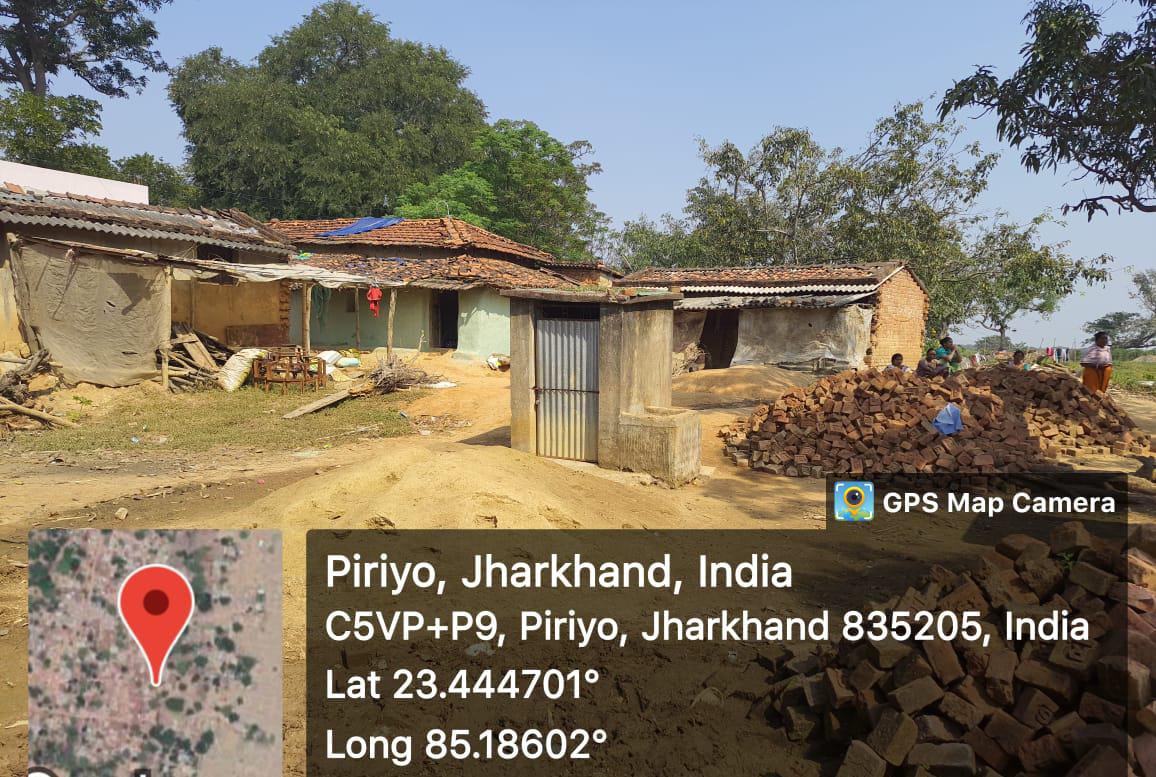 GPS Map Camera
Piriyo, Jharkhand, India
C5VP+P9, Piriyo, Jharkhand 835205, India
Lat 23.444701°
Long 85.18602°